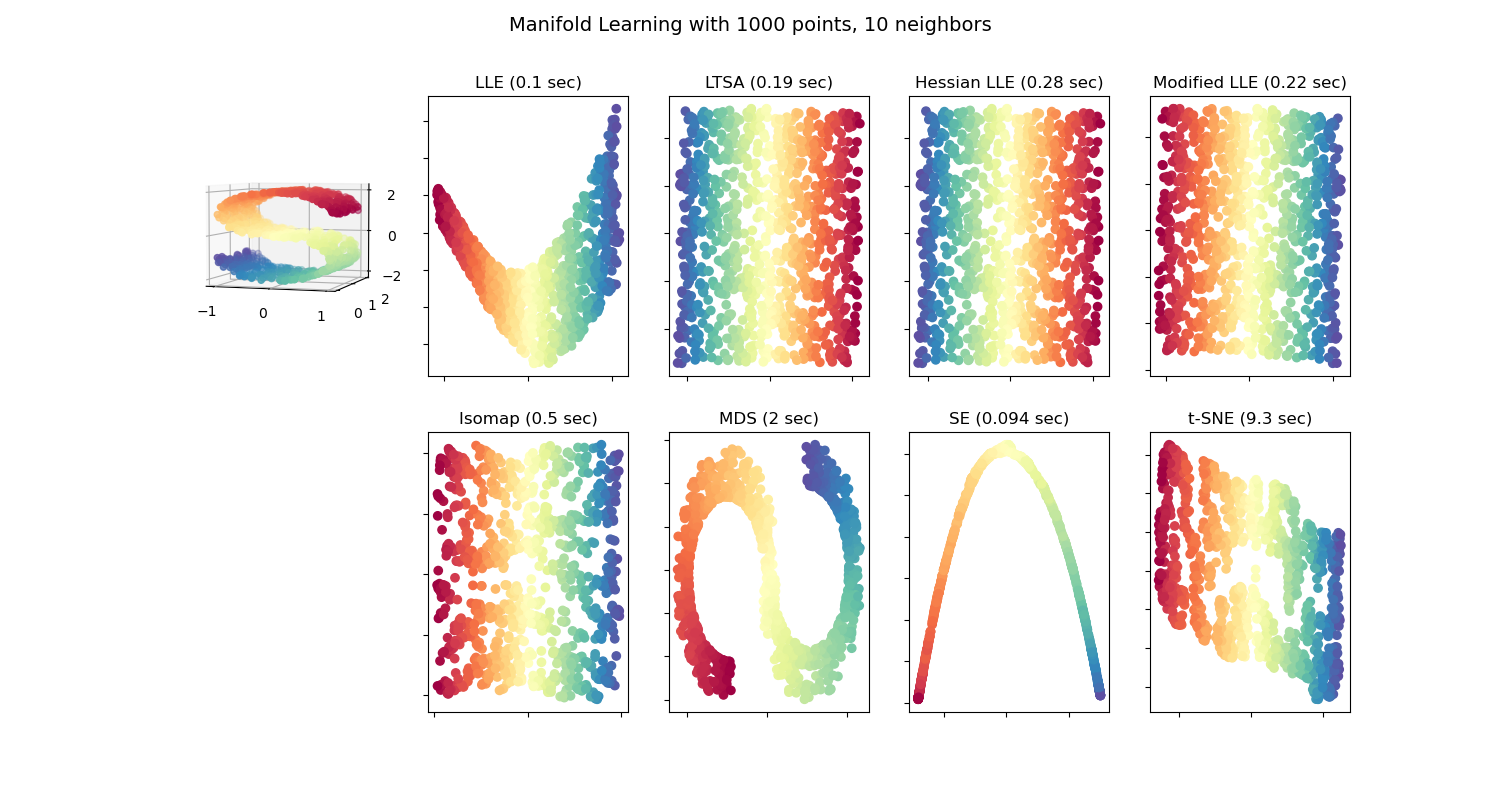 Manifold Learning with 1000 points, 10 neighbors
LLE (0.1 sec)
LTSA (0.19 sec)
Hessian LLE (0.28 sec)
Modified LLE (0.22 sec)
2
0
−2
−1
0
1
0
1
2
Isomap (0.5 sec)
MDS (2 sec)
SE (0.094 sec)
t-SNE (9.3 sec)